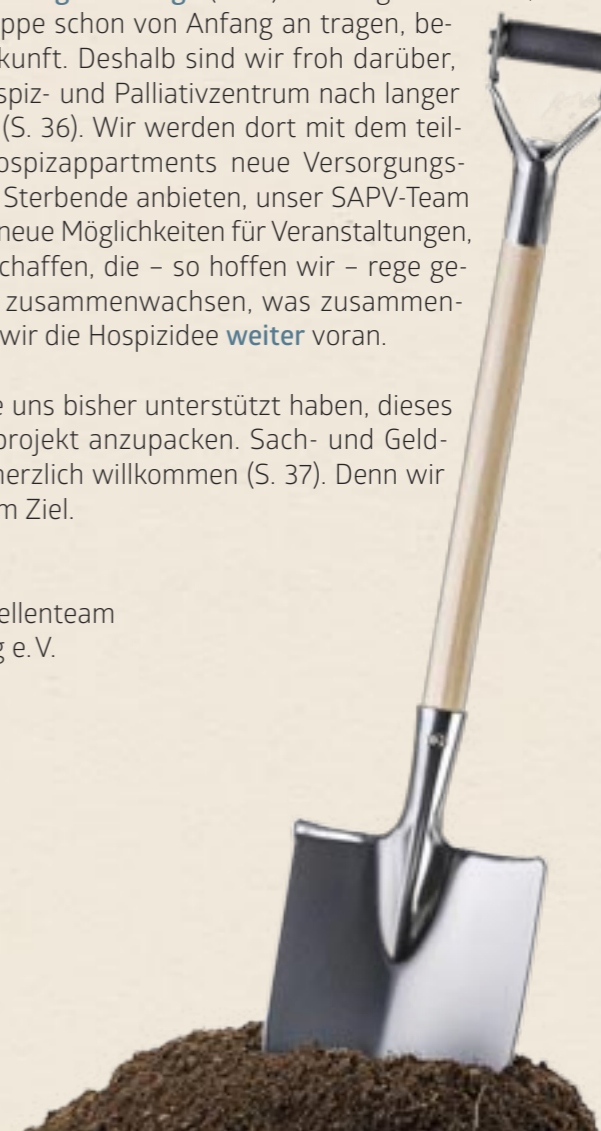 ppe schon von Anfang an tragen, be-
kunft. Deshalb sind wir froh darüber,
spiz- und Palliativzentrum nach langer
(S. 36). Wir werden dort mit dem teil-
ospizappartments neue Versorgungs-
Sterbende anbieten, unser SAPV-Team
neue Möglichkeiten für Veranstaltungen,
chaffen, die – so hoffen wir – rege ge-
zusammenwachsen, was zusammen-
wir die Hospizidee weiter voran.
e uns bisher unterstützt haben, dieses
projekt anzupacken. Sach- und Geld-
herzlich willkommen (S. 37). Denn wir
m Ziel.
ellenteam
g e. V.